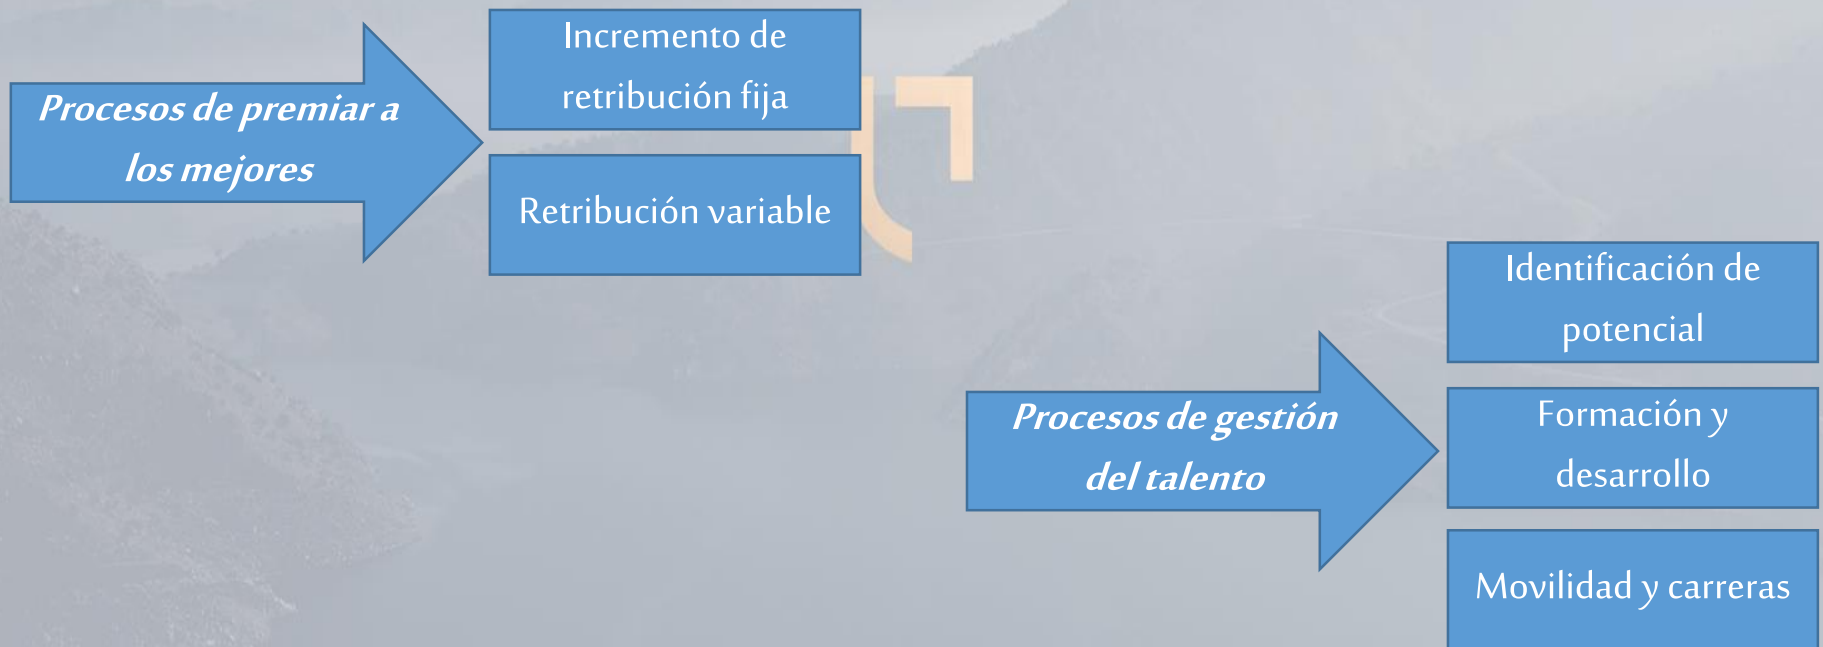 Procesos de premiar a
los mejores
Incremento de
retribución fija
Retribución variable
Procesos de gestión
del talento
Identificación de
potencial
Formación y
desarrollo
Movilidad y carreras